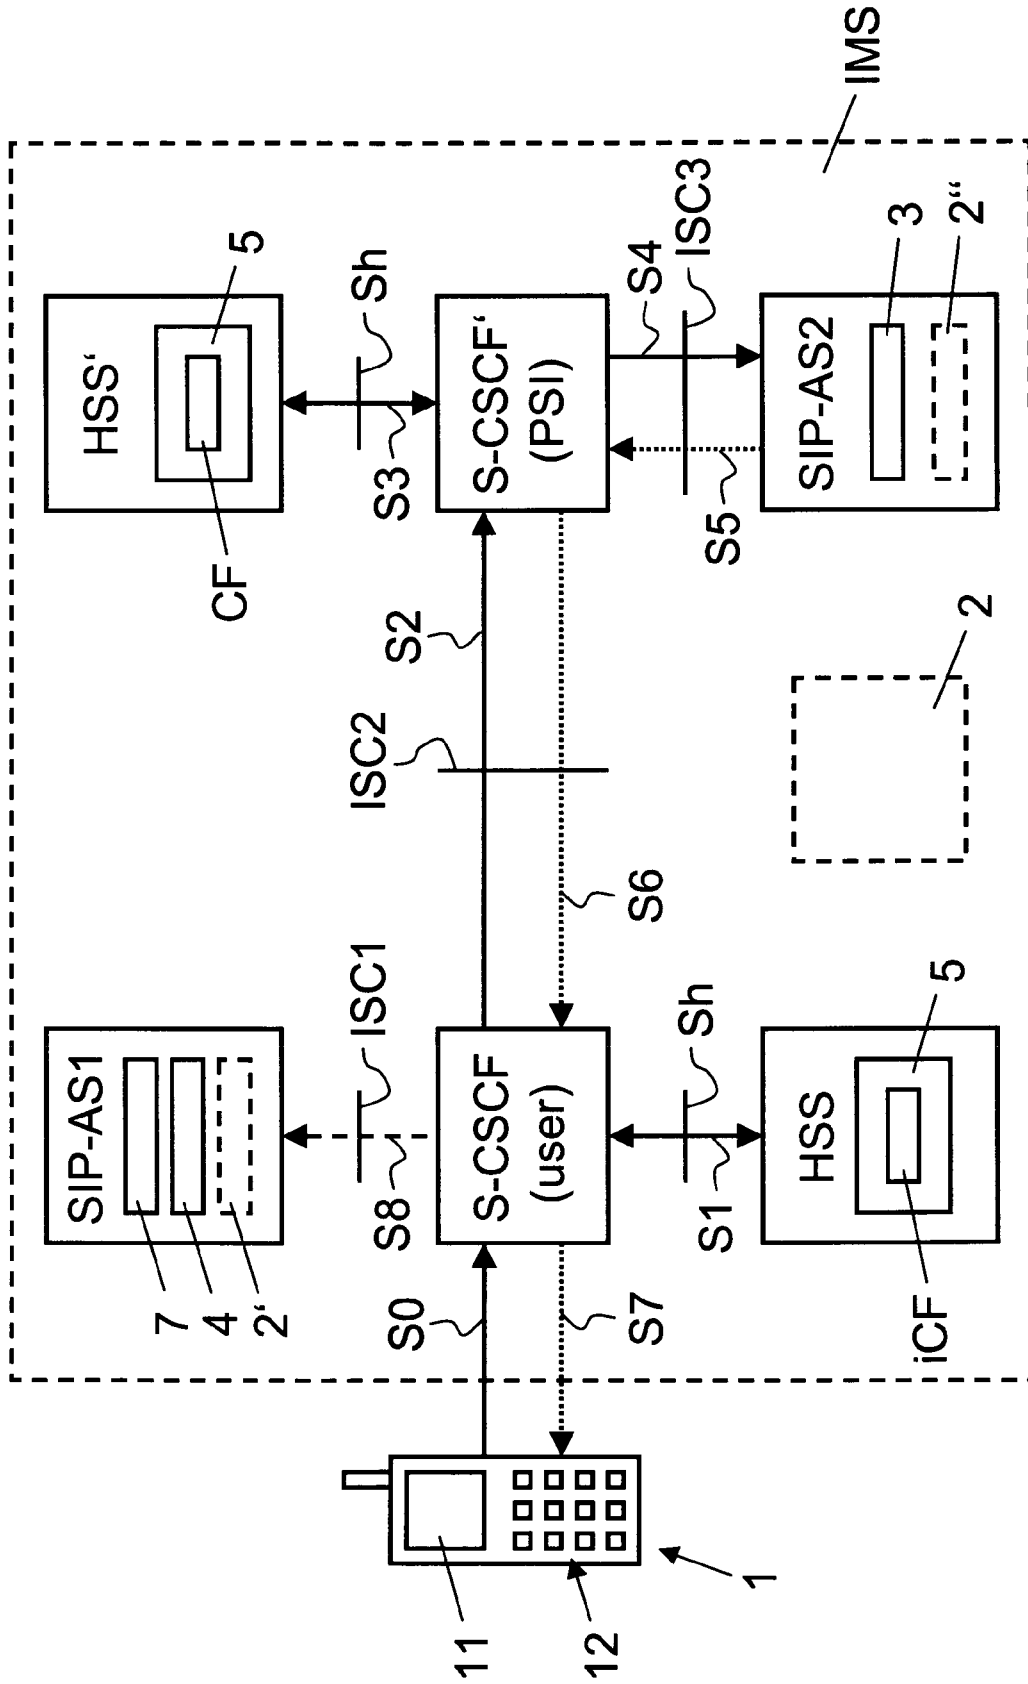 IMS
HSS‘
5
CF
Sh
S3
S-CSCF‘
(PSI)
S4
ISC3
S5
SIP-AS2
3
2“
S2
ISC2
S6
2
SIP-AS1
7
4
2‘
ISC1
S8
S-CSCF
(user)
S0
S7
Sh
S1
HSS
5
iCF
11
12
1